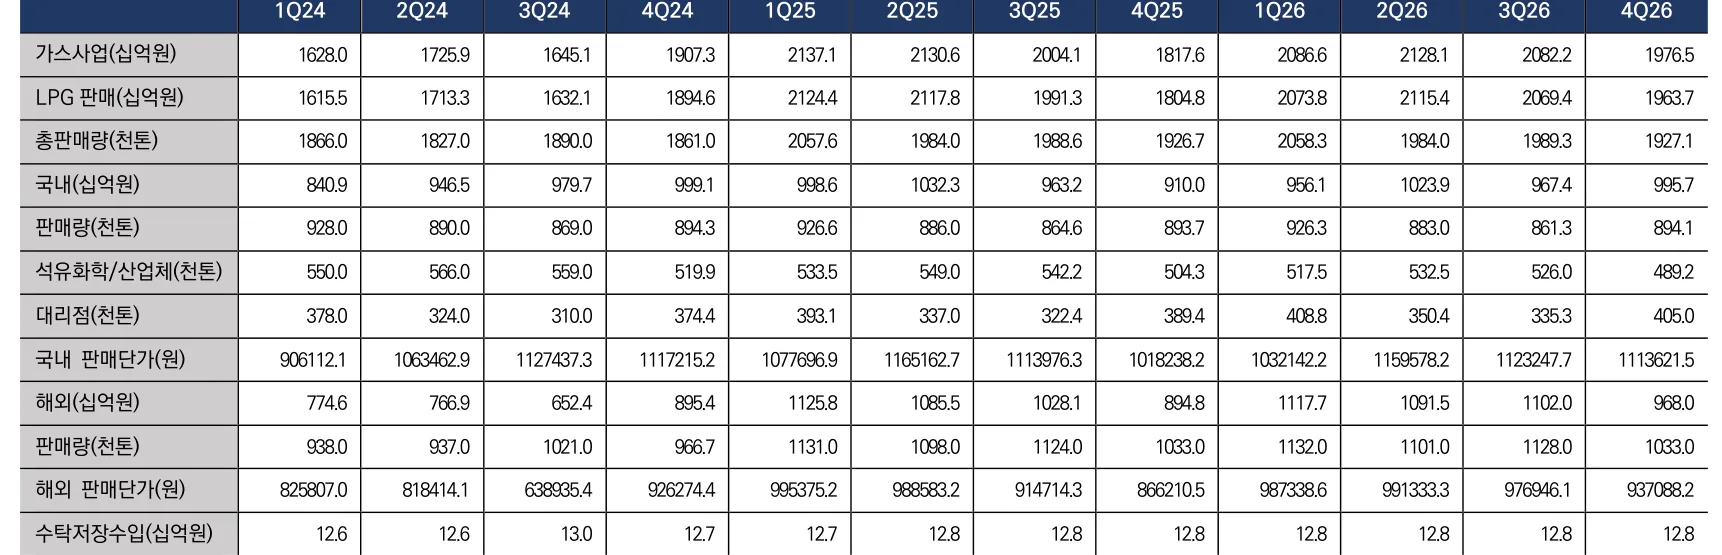 1Q24 2Q24 3Q24 4Q24 1Q25 2Q25 3Q25 4Q25 1Q26 2Q26 3Q26 4Q26
가스사업(십억원) 1628.0 1725.9 1645.1 1907.3 2137.1 2130.6 2004.1 1817.6 2086.6 2128.1 2082.2 1976.5
LPG 판매(십억원) 1615.5 1713.3 1632.1 1894.6 2124.4 2117.8 1991.3 1804.8 2073.8 2115.4 2069.4 1963.7
총판매량(천톤) 1866.0 1827.0 1890.0 1861.0 2057.6 1984.0 1988.6 1926.7 2058.3 1984.0 1989.3 1927.1
국내(십억원) 840.9 946.5 979.7 999.1 998.6 1032.3 963.2 910.0 956.1 1023.9 967.4 995.7
판매량(천톤) 928.0 890.0 869.0 894.3 926.6 886.0 864.6 893.7 926.3 883.0 861.3 894.1
석유화학/산업체(천톤) 550.0 566.0 559.0 519.9 533.5 549.0 542.2 504.3 517.5 532.5 526.0 489.2
대리점(천톤) 378.0 324.0 310.0 374.4 393.1 337.0 322.4 389.4 408.8 350.4 335.3 405.0
국내 판매단가(원) 906112.1 1063462.9 1127437.3 1117215.2 1077696.9 1165162.7 1113976.3 1018238.2 1032142.2 1159578.2 1123247.7 1113621.5
해외(십억원) 774.6 766.9 652.4 895.4 1125.8 1085.5 1028.1 894.8 1117.7 1091.5 1102.0 968.0
판매량(천톤) 938.0 937.0 1021.0 966.7 1131.0 1098.0 1124.0 1033.0 1132.0 1101.0 1128.0 1033.0
해외 판매단가(원) 825807.0 818414.1 638935.4 926274.4 995375.2 988583.2 914714.3 866210.5 987338.6 991333.3 976946.1 937088.2
수탁저장수입(십억원) 12.6 12.6 13.0 12.7 12.7 12.8 12.8 12.8 12.8 12.8 12.8 12.8